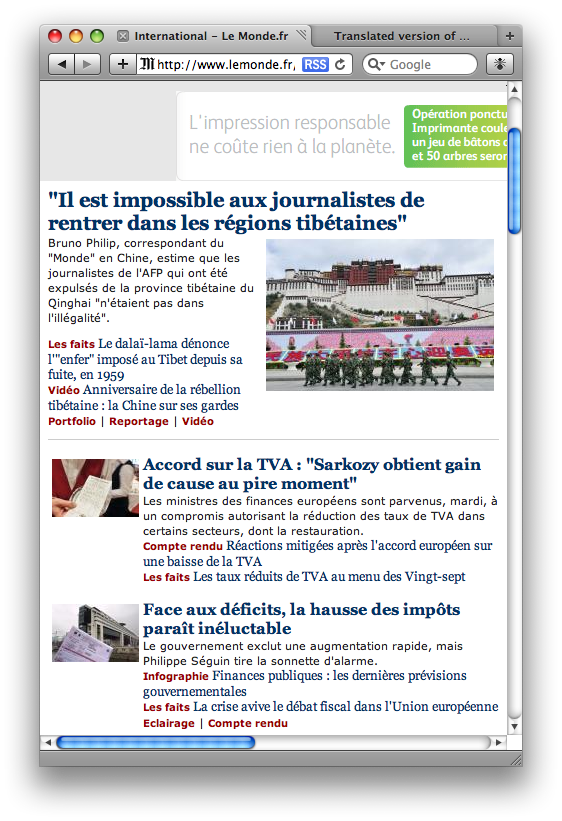 International – Le Monde.fr
Translated version of ...
http://www.lemonde.fr/
RSS
Google
L'impression responsable
ne coûte rien à la planète.
Opération ponctu
Imprimante coule
un jeu de bâtons
et 50 arbres seron
"Il est impossible aux journalistes de
rentrer dans les régions tibétaines"
Bruno Philip, correspondant du
"Monde" en Chine, estime que les
journalistes de l'AFP qui ont été
expulsés de la province tibétaine du
Qinghai "n'étaient pas dans
l'illégalité".
Les faits Le dalaï-lama dénonce
l'"enfer" imposé au Tibet depuis sa
fuite, en 1959
Vidéo Anniversaire de la rébellion
tibétaine : la Chine sur ses gardes
Portfolio | Reportage | Vidéo
Accord sur la TVA : "Sarkozy obtient gain
de cause au pire moment"
Les ministres des finances européens sont parvenus, mardi, à
un compromis autorisant la réduction des taux de TVA dans
certains secteurs, dont la restauration.
Compte rendu Réactions mitigées après l'accord européen sur
une baisse de la TVA
Les faits Les taux réduits de TVA au menu des Vingt-sept
Face aux déficits, la hausse des impôts
paraît inéluctable
Le gouvernement exclut une augmentation rapide, mais
Philippe Séguin tire la sonnette d'alarme.
Infographie Finances publiques : les dernières prévisions
gouvernementales
Les faits La crise avive le débat fiscal dans l'Union européenne
Eclairage | Compte rendu